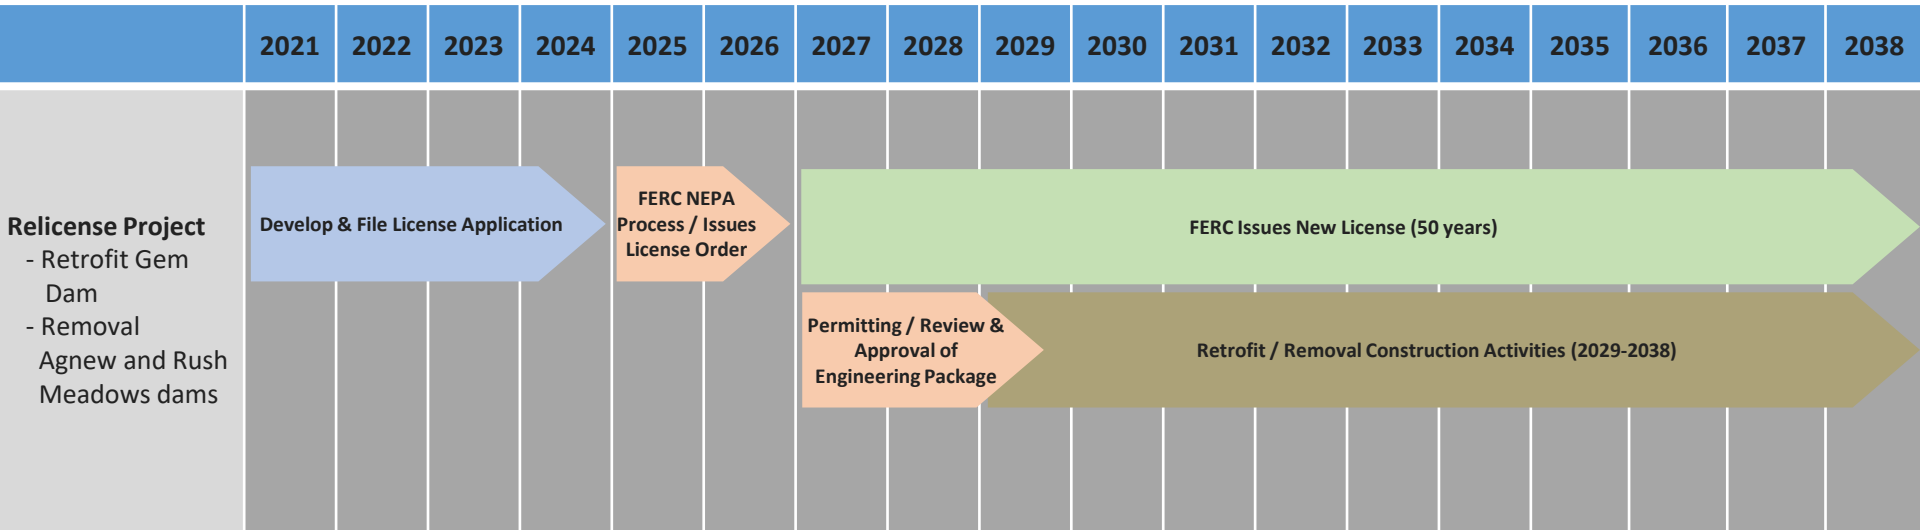 2021 2022 2023 2024 2025 2026 2027 2028 2029 2030 2031 2032 2033 2034 2035 2036 2037 2038
Relicense Project
- Retrofit Gem
Dam
- Removal
Agnew and Rush
Meadows dams
Develop & File License Application
FERC NEPA
Process / Issues
License Order
FERC Issues New License (50 years)
Permitting / Review &
Approval of
Engineering Package
Retrofit / Removal Construction Activities (2029-2038)